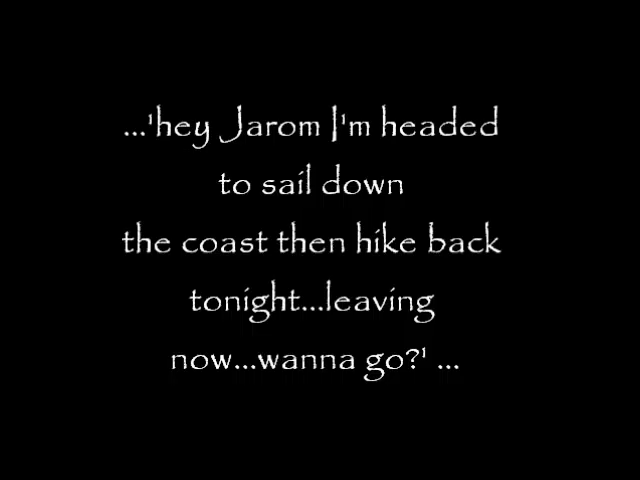 ...'hey Jarom I'm headed
to sail down
the coast then hike back
tonight...leaving
now...wanna go?' ...